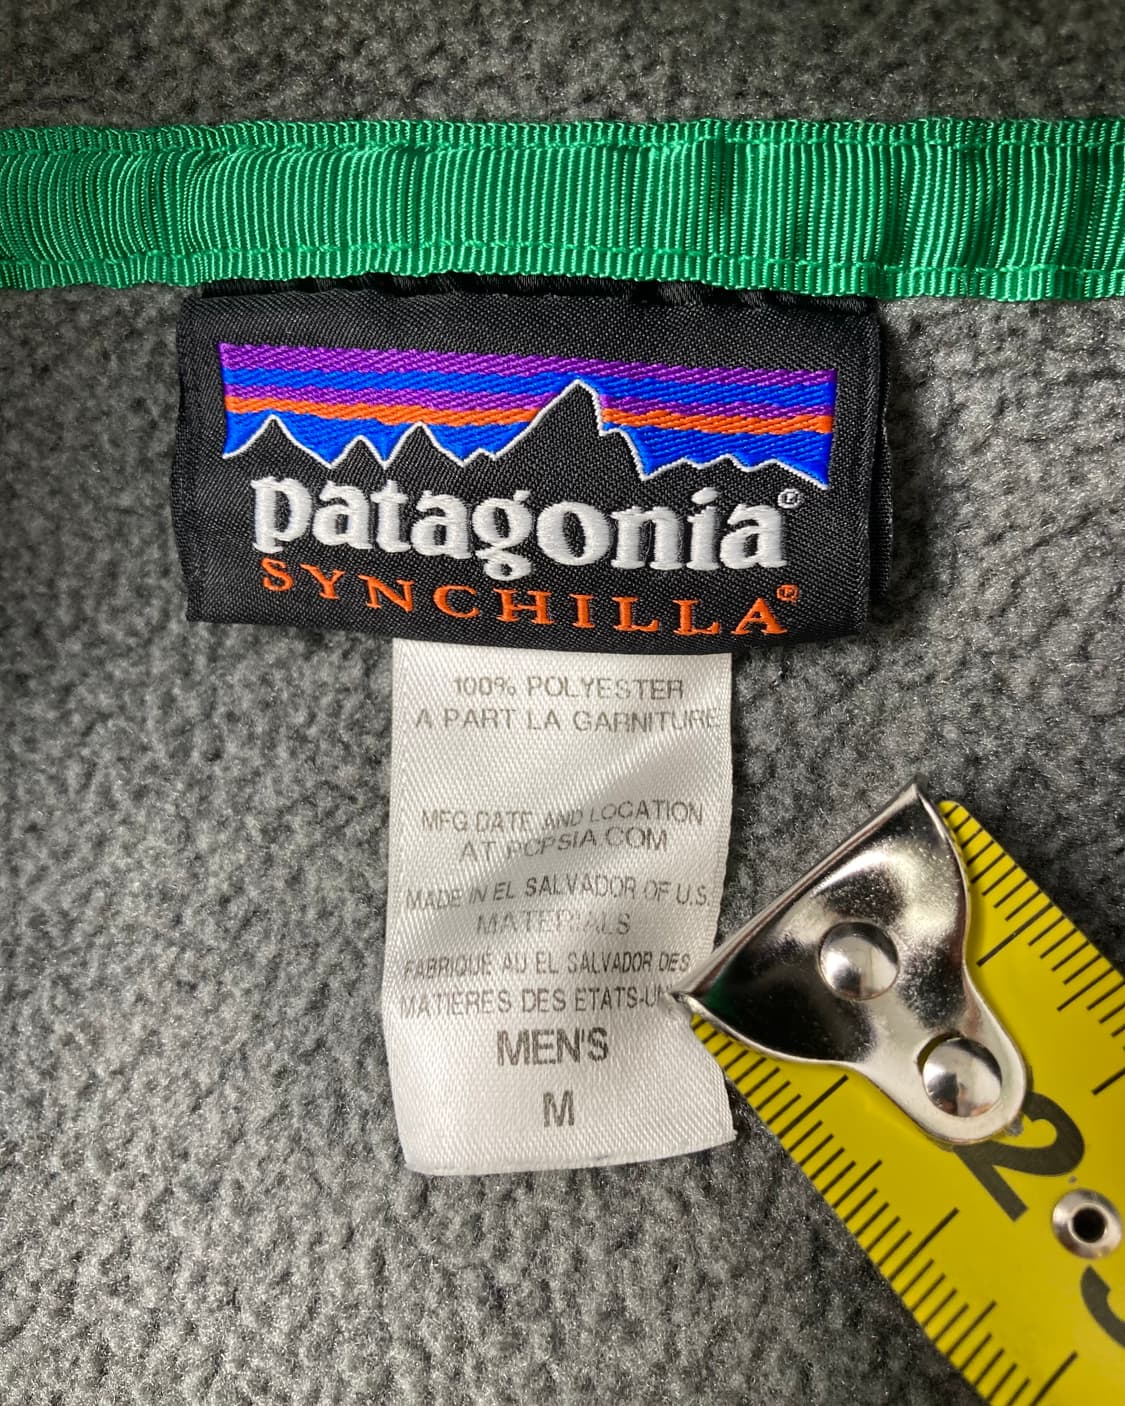 patagonia®
SYNCHILLA®
100% POLYESTER
A PART LA GARNITURE
MFG DATE AND LOCATION
AT PCPSIA.COM
MADE IN EL SALVADOR OF U.S.
MATERIALS
FABRIQUE AU EL SALVADOR DES
MATIERES DES ETATS-UN
MEN'S
M
2